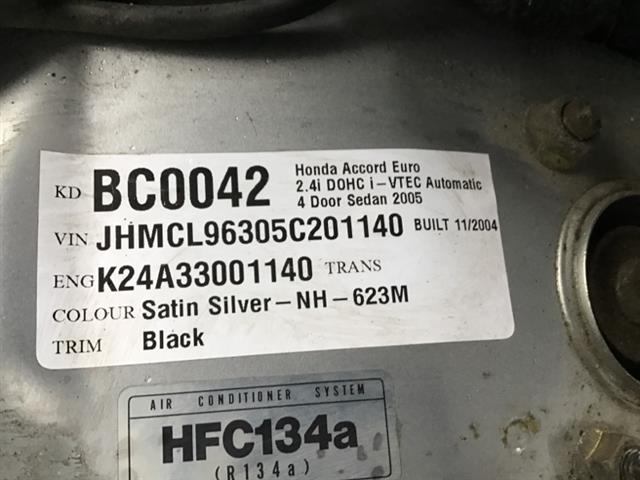 KD BC0042 Honda Accord Euro
2.4i DOHC i-VTEC Automatic
4 Door Sedan 2005
VIN JHMCL96305C201140 BUILT 11/2004
ENG K24A33001140 TRANS
COLOUR Satin Silver-NH-623M
TRIM Black
AIR CONDITIONER SYSTEM
HFC134a
(R134a)